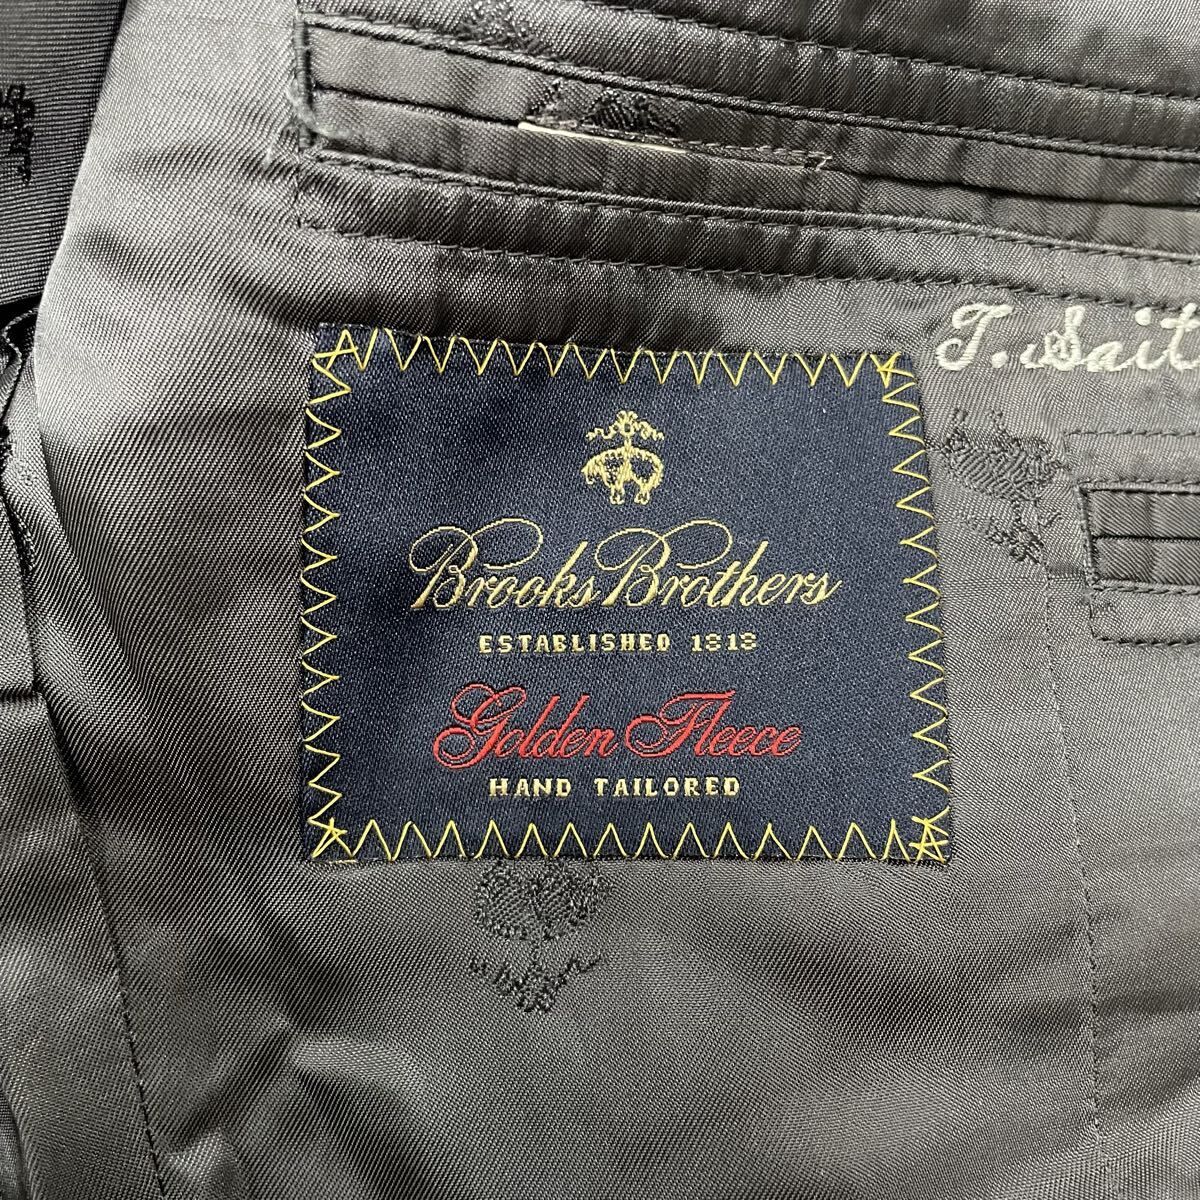 J. Sait
Brooks Brothers
ESTABLISHED 1818
Golden Fleece
HAND TAILORED